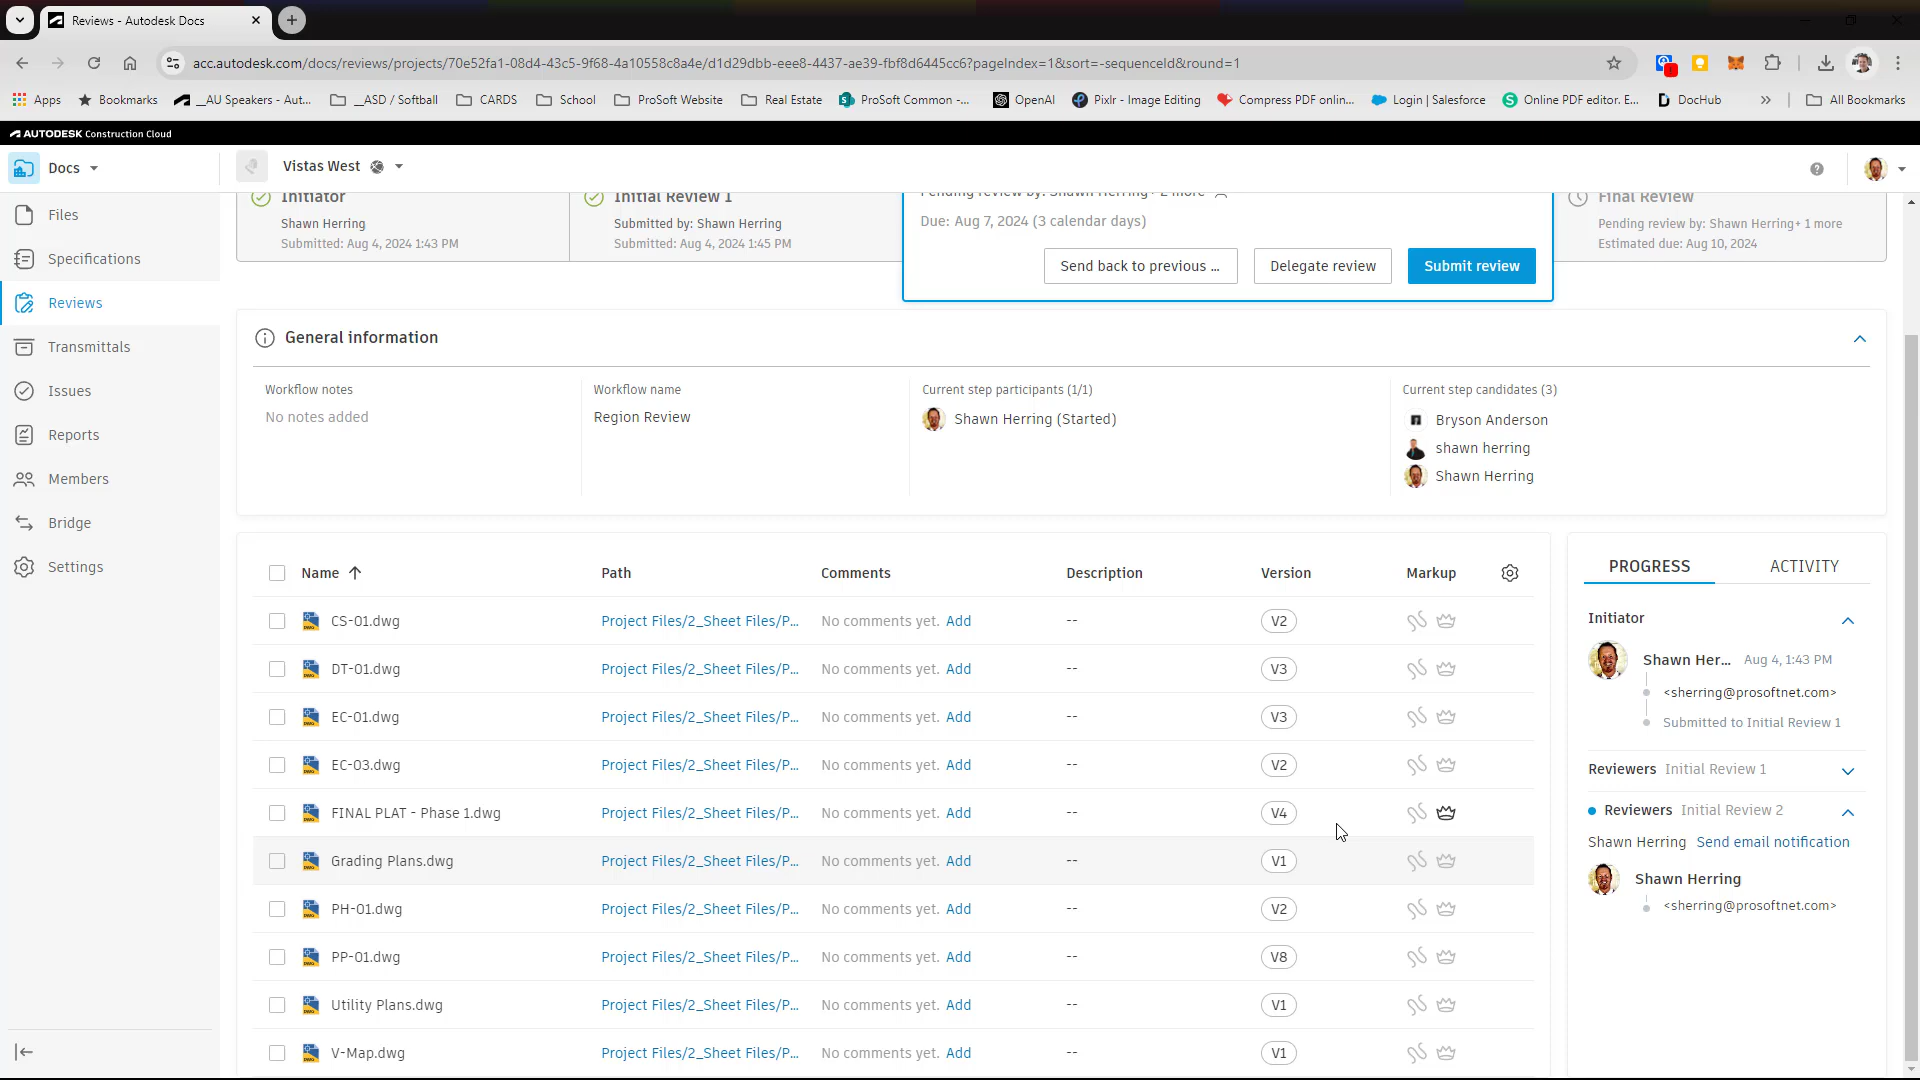 Reviews - Autodesk Docs
acc.autodesk.com/docs/reviews/projects/70e52fa1-08d4-43c5-9f68-4a10558c8a4e/d1d29dbb-eee8-4437-ae39-fbf8d6445cc6?pageIndex=1&sort=-sequenceId&round=1
Apps Bookmarks __AU Speakers - Aut... __ASD / Softball CARDS School ProSoft Website Real Estate ProSoft Common -... OpenAI Pixlr - Image Editing Compress PDF onlin... Login | Salesforce Online PDF editor. E... DocHub All Bookmarks
AUTODESK Construction Cloud
Docs
Vistas West
Files
Specifications
Reviews
Transmittals
Issues
Reports
Members
Bridge
Settings
Initiator
Shawn Herring
Submitted: Aug 4, 2024 1:43 PM
Initial Review 1
Submitted by: Shawn Herring
Submitted: Aug 4, 2024 1:45 PM
Pending review by: Shawn Herring+ 2 more
Due: Aug 7, 2024 (3 calendar days)
Send back to previous ... Delegate review Submit review
Final Review
Pending review by: Shawn Herring+ 1 more
Estimated due: Aug 10, 2024
General information
Workflow notes
No notes added
Workflow name
Region Review
Current step participants (1/1)
Shawn Herring (Started)
Current step candidates (3)
Bryson Anderson
shawn herring
Shawn Herring
Name Path Comments Description Version Markup
CS-01.dwg Project Files/2_Sheet Files/P... No comments yet. Add -- V2
DT-01.dwg Project Files/2_Sheet Files/P... No comments yet. Add -- V3
EC-01.dwg Project Files/2_Sheet Files/P... No comments yet. Add -- V3
EC-03.dwg Project Files/2_Sheet Files/P... No comments yet. Add -- V2
FINAL PLAT - Phase 1.dwg Project Files/2_Sheet Files/P... No comments yet. Add -- V4
Grading Plans.dwg Project Files/2_Sheet Files/P... No comments yet. Add -- V1
PH-01.dwg Project Files/2_Sheet Files/P... No comments yet. Add -- V2
PP-01.dwg Project Files/2_Sheet Files/P... No comments yet. Add -- V8
Utility Plans.dwg Project Files/2_Sheet Files/P... No comments yet. Add -- V1
V-Map.dwg Project Files/2_Sheet Files/P... No comments yet. Add -- V1
PROGRESS ACTIVITY
Initiator
Shawn Her... Aug 4, 1:43 PM
<sherring@prosoftnet.com>
Submitted to Initial Review 1
Reviewers Initial Review 1
Reviewers Initial Review 2
Shawn Herring Send email notification
Shawn Herring
<sherring@prosoftnet.com>